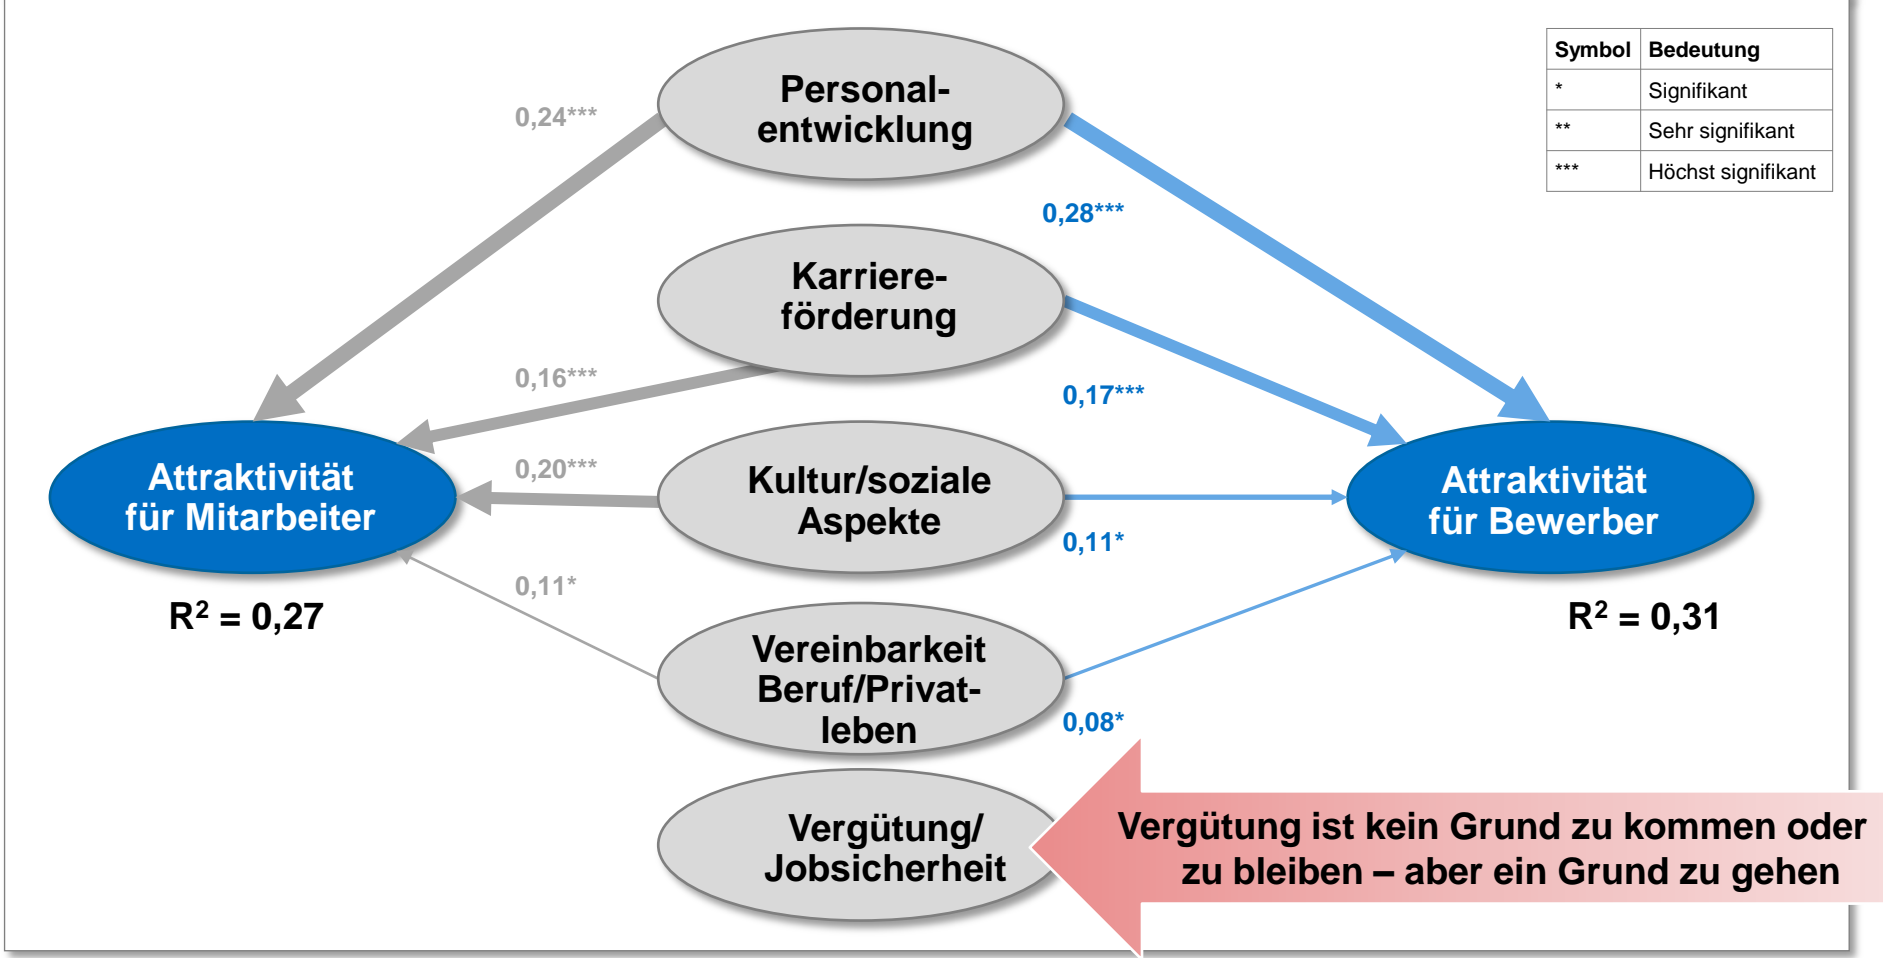 Symbol Bedeutung
* Signifikant
** Sehr signifikant
*** Höchst signifikant
Personal-
entwicklung
0,24***
0,28***
Karriere-
förderung
0,16***
0,17***
Attraktivität
für Mitarbeiter
0,20***
Kultur/soziale
Aspekte
Attraktivität
für Bewerber
0,11*
0,11*
R² = 0,27
R² = 0,31
Vereinbarkeit
Beruf/Privat-
leben
0,08*
Vergütung/
Jobsicherheit
Vergütung ist kein Grund zu kommen oder
zu bleiben – aber ein Grund zu gehen